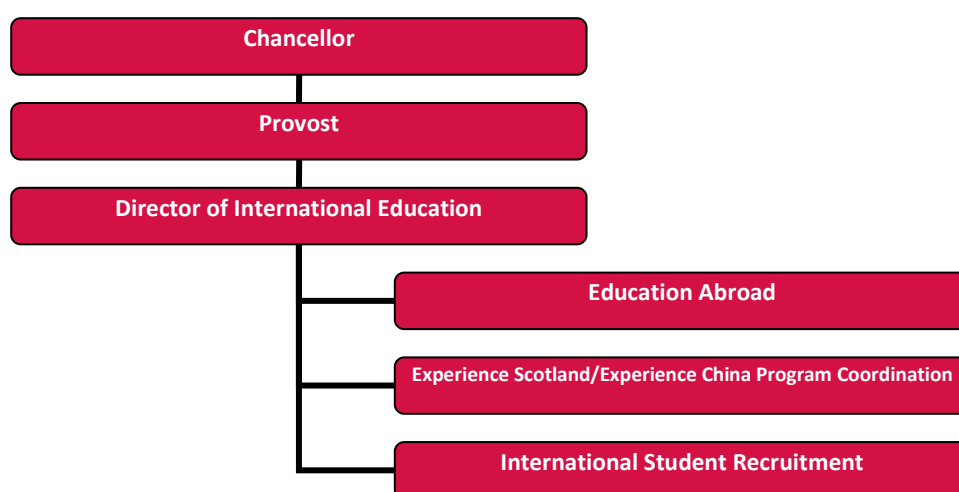 Chancellor
Provost
Director of International Education
Education Abroad
Experience Scotland/Experience China Program Coordination
International Student Recruitment